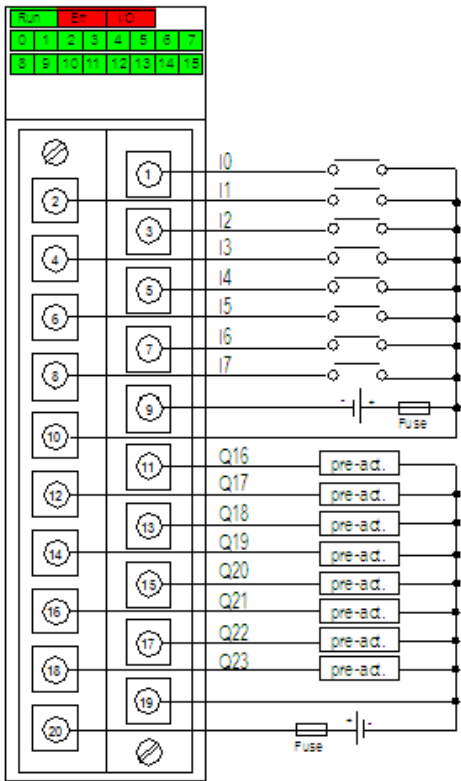 Run Err I/O
0 1 2 3 4 5 6 7
8 9 10 11 12 13 14 15
1 I0
2 I1
3 I2
4 I3
5 I4
6 I5
7 I6
8 I7
9 - + Fuse
10
11 Q16 pre-act.
12 Q17 pre-act.
13 Q18 pre-act.
14 Q19 pre-act.
15 Q20 pre-act.
16 Q21 pre-act.
17 Q22 pre-act.
18 Q23 pre-act.
19
20 Fuse + -